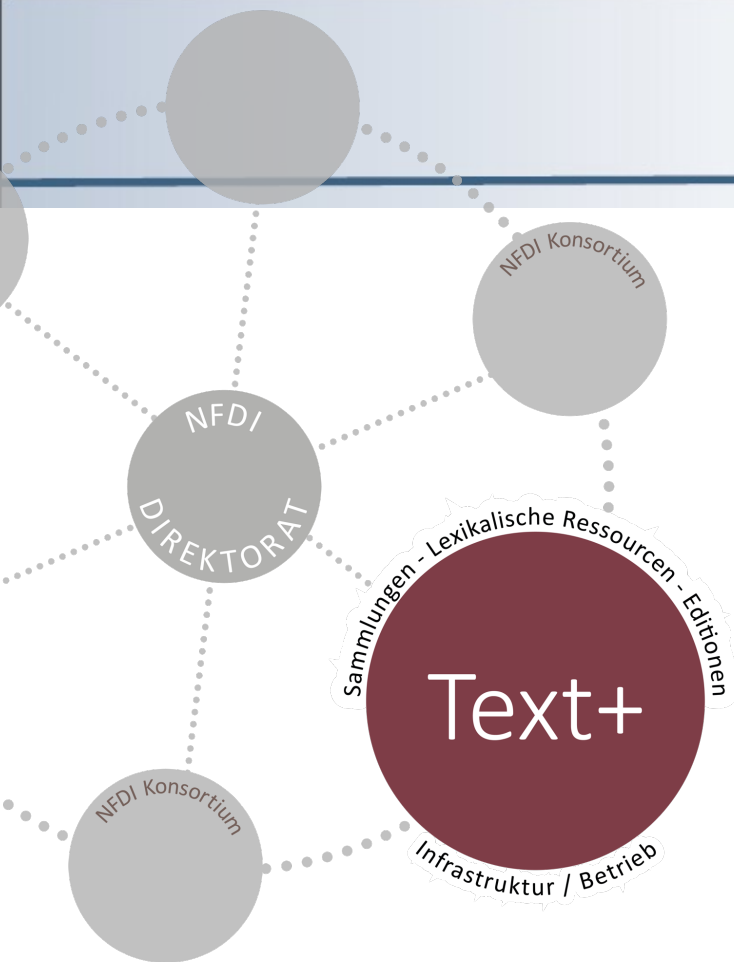 NFDI Konsortium
NFDI
DIREKTORAT
Sammlungen - Lexikalische Ressourcen - Editionen
Text+
NFDI Konsortium
Infrastruktur / Betrieb